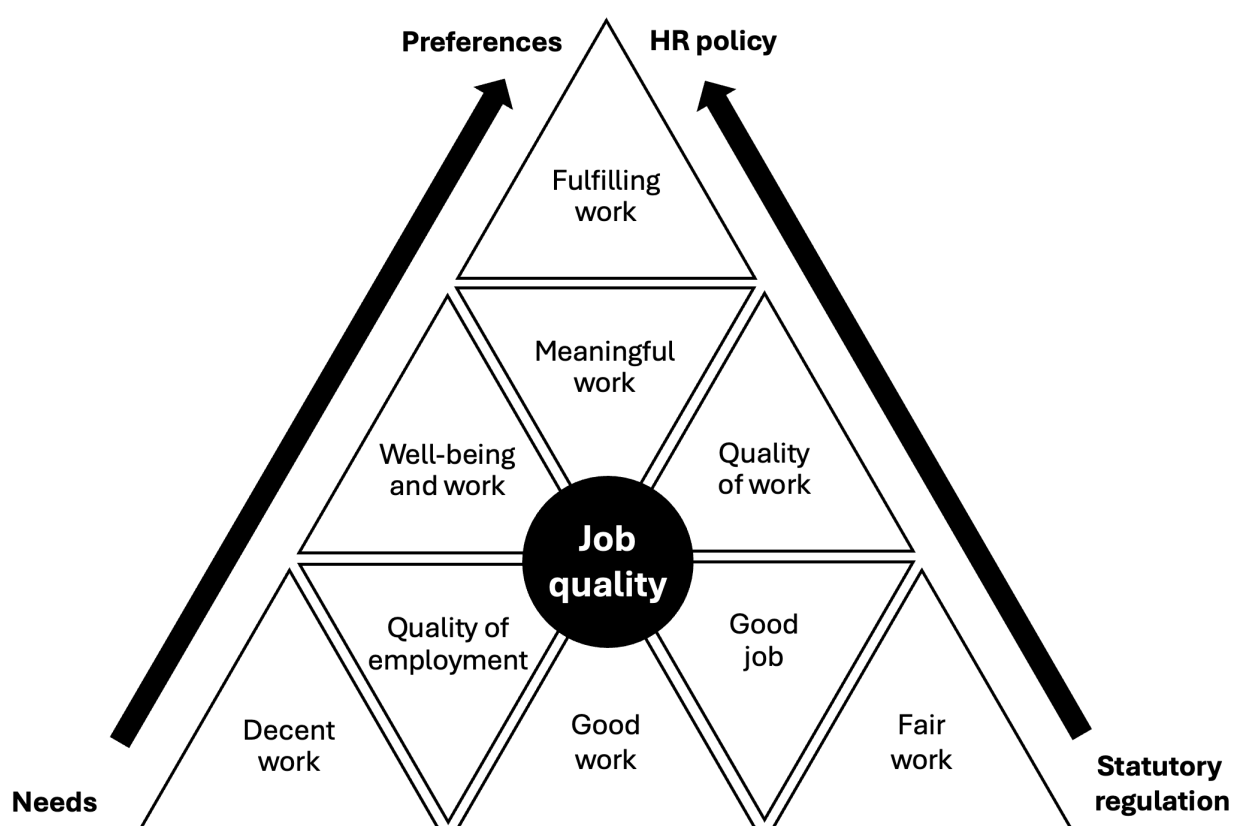 Preferences
HR policy
Fulfilling
work
Meaningful
work
Well-being
and work
Quality
of work
Job
quality
Quality of
employment
Good
job
Decent
work
Good
work
Fair
work
Needs
Statutory
regulation